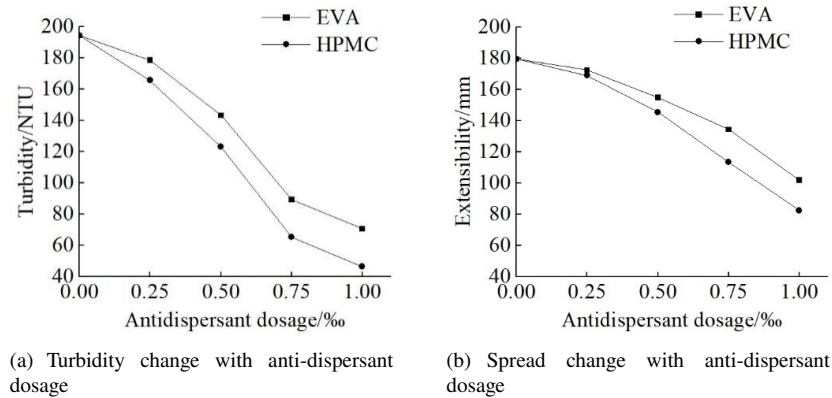 EVA
HPMC
200
180
160
140
120
100
80
60
40
Turbidity/NTU
0.00 0.25 0.50 0.75 1.00
Antidispersant dosage/‰
(a) Turbidity change with anti-dispersant
dosage
EVA
HPMC
200
180
160
140
120
100
80
60
40
Extensibility/mm
0.00 0.25 0.50 0.75 1.00
Antidispersant dosage/‰
(b) Spread change with anti-dispersant
dosage